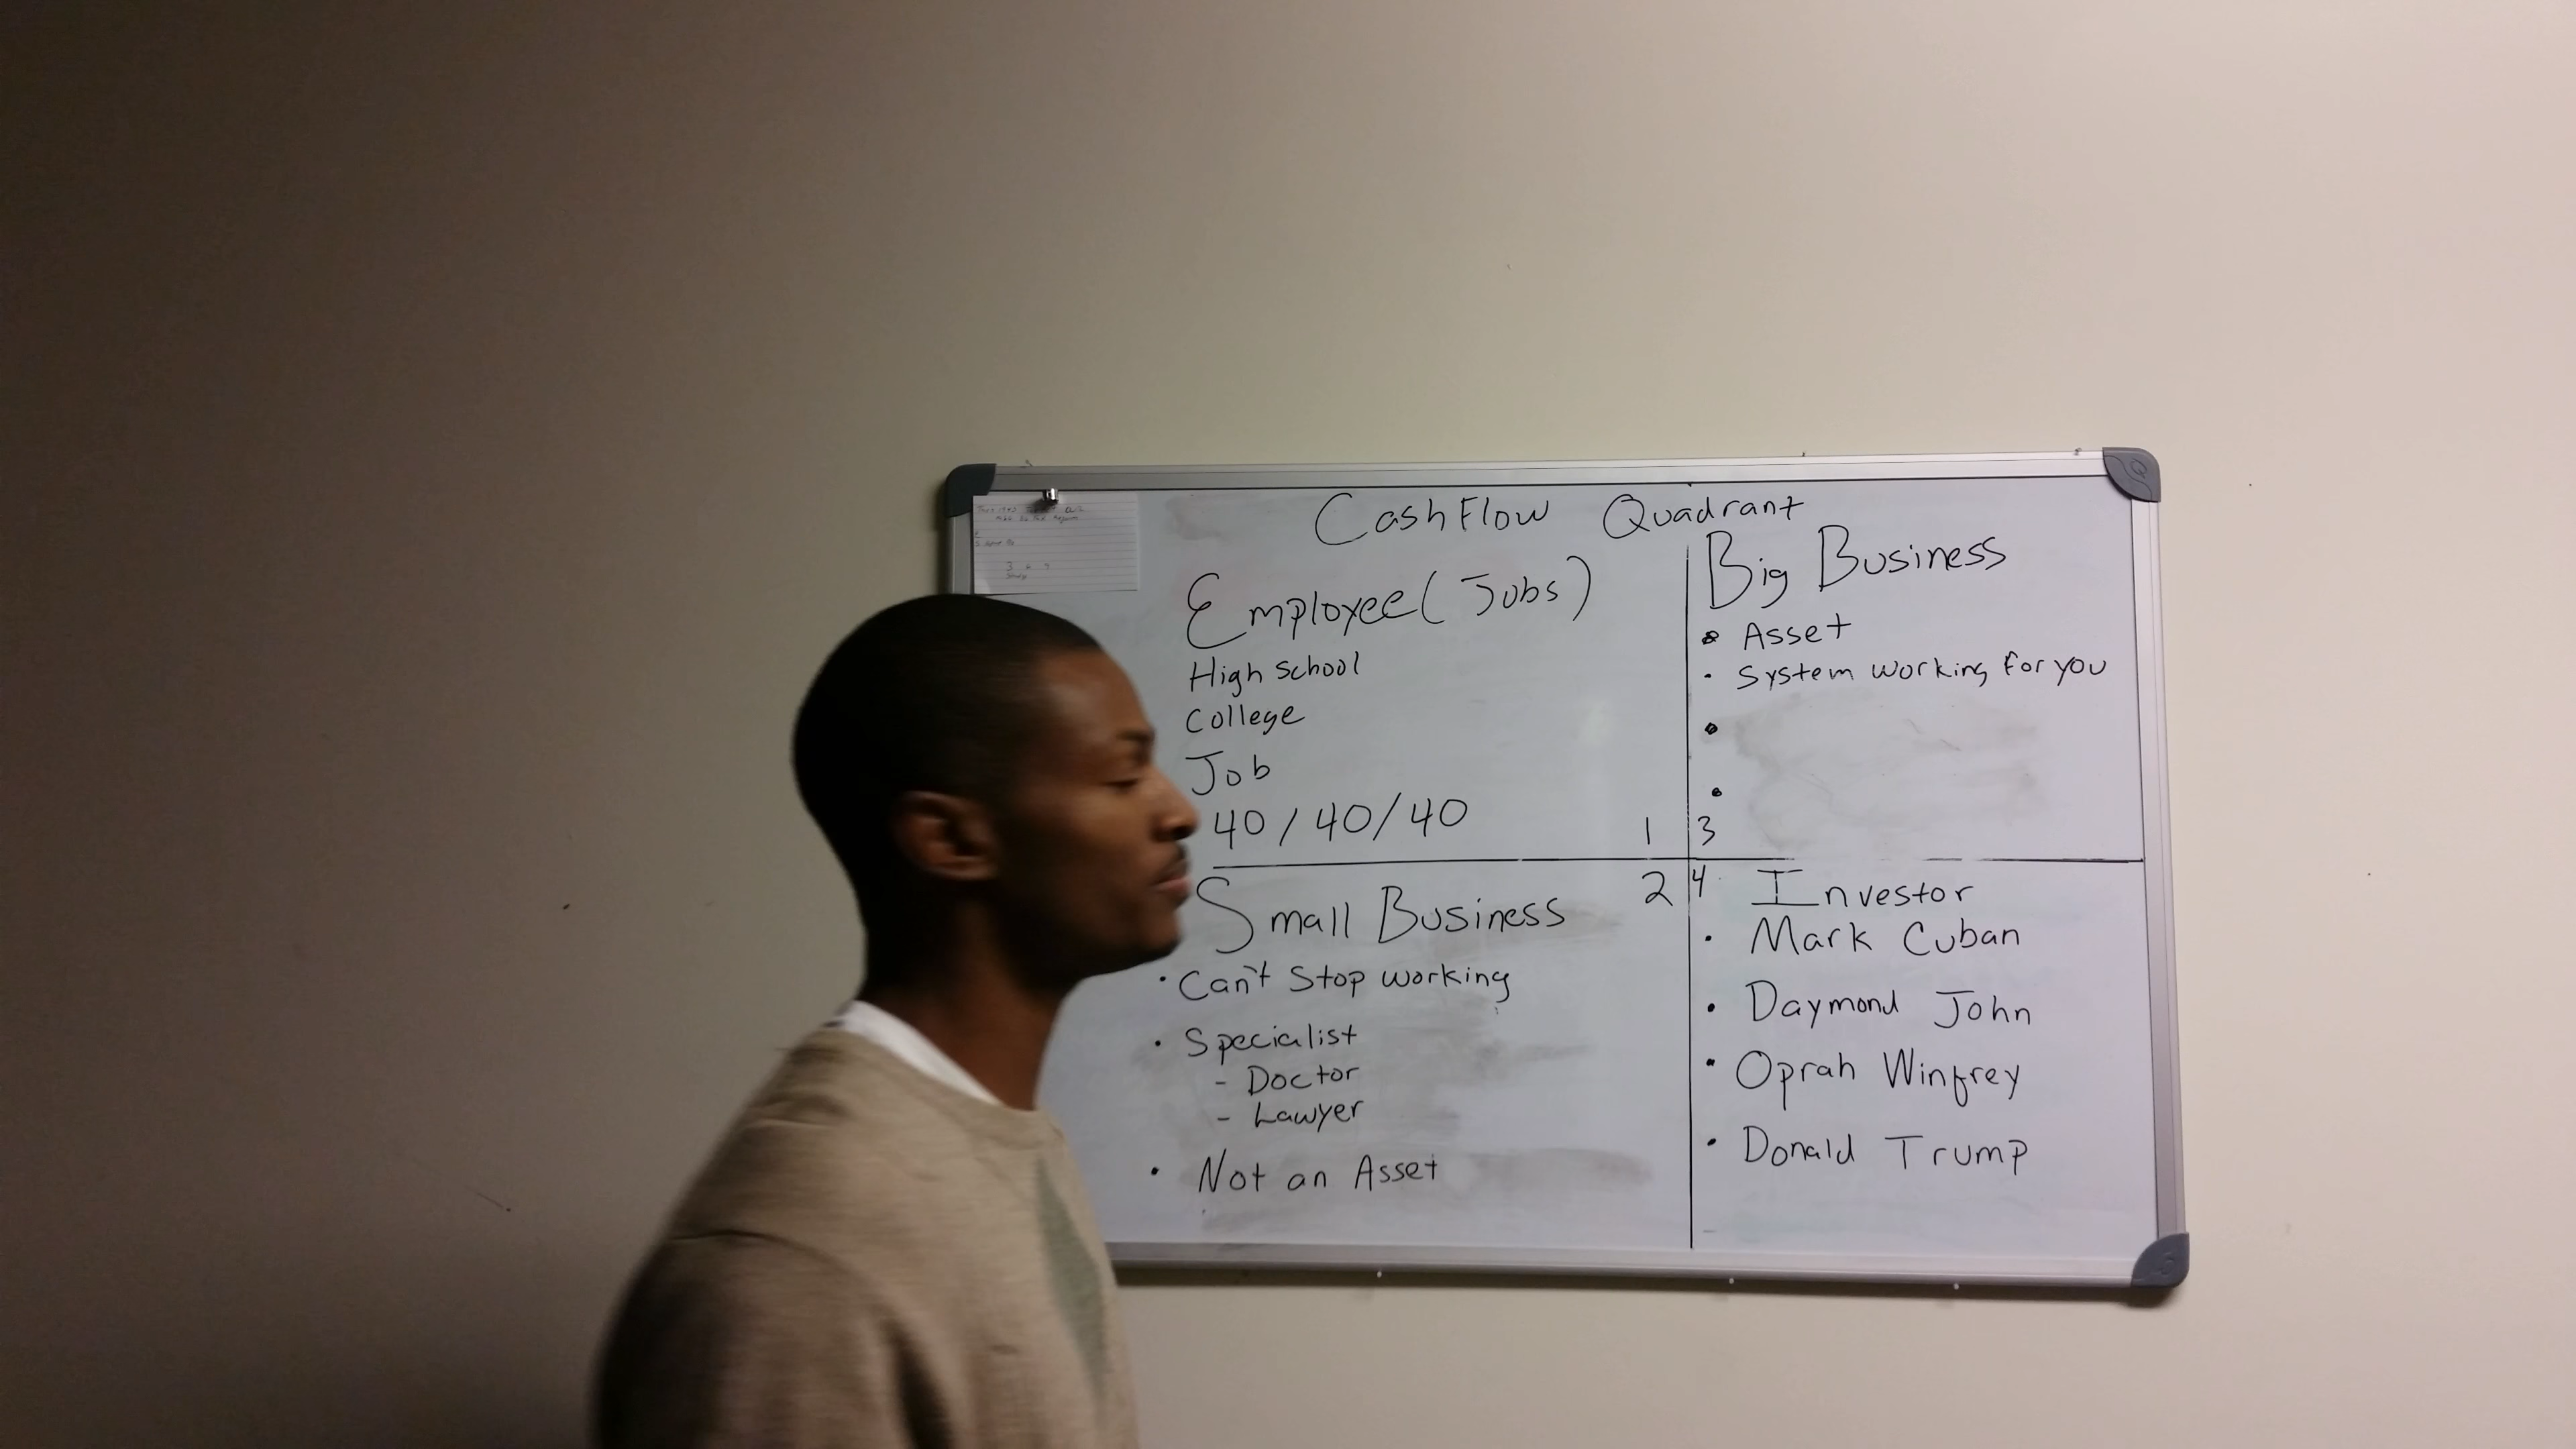 CashFlow Quadrant
Employee (Jobs)
High school
College
Job
40/40/40
1
Small Business
2
• Can't Stop working
• Specialist
- Doctor
- Lawyer
• Not an Asset
Big Business
• Asset
• System working for you
•
•
3
4 Investor
• Mark Cuban
• Daymond John
• Oprah Winfrey
• Donald Trump